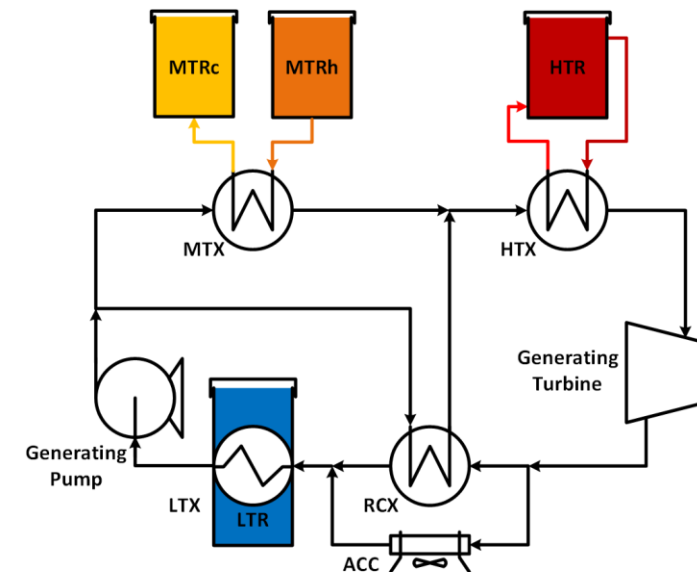 MTRc
MTRh
HTR
MTX
HTX
Generating
Turbine
Generating
Pump
LTX
LTR
RCX
ACC